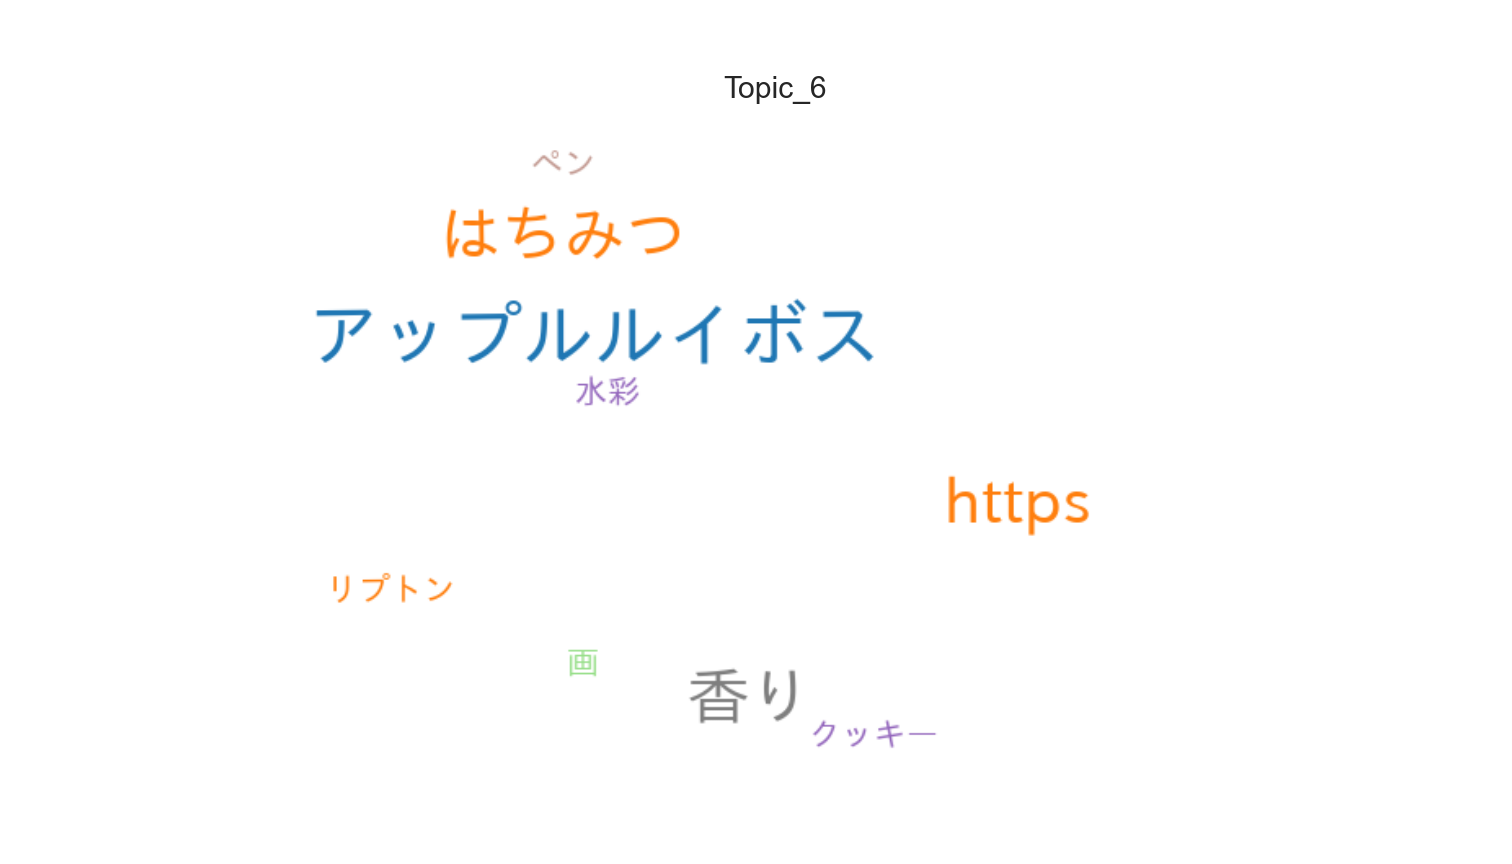 Topic_6
ペン
はちみつ
アップルルイボス
水彩
https
リプトン
画
香り
クッキー